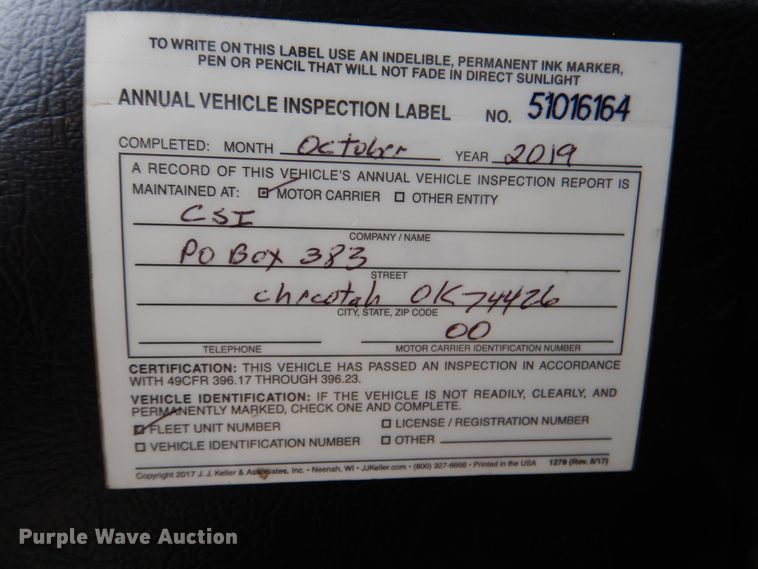 TO WRITE ON THIS LABEL USE AN INDELIBLE, PERMANENT INK MARKER,
PEN OR PENCIL THAT WILL NOT FADE IN DIRECT SUNLIGHT
ANNUAL VEHICLE INSPECTION LABEL NO. 51016164
COMPLETED: MONTH October YEAR 2019
A RECORD OF THIS VEHICLE'S ANNUAL VEHICLE INSPECTION REPORT IS
MAINTAINED AT: MOTOR CARRIER OTHER ENTITY
CSI
COMPANY / NAME
PO Box 383
STREET
Checotah OK 74426
CITY, STATE, ZIP CODE
00
TELEPHONE MOTOR CARRIER IDENTIFICATION NUMBER
CERTIFICATION: THIS VEHICLE HAS PASSED AN INSPECTION IN ACCORDANCE
WITH 49CFR 396.17 THROUGH 396.23.
VEHICLE IDENTIFICATION: IF THE VEHICLE IS NOT READILY, CLEARLY, AND
PERMANENTLY MARKED, CHECK ONE AND COMPLETE.
FLEET UNIT NUMBER LICENSE / REGISTRATION NUMBER
VEHICLE IDENTIFICATION NUMBER OTHER
Copyright 2017 J. J. Keller & Associates, Inc. • Neenah, WI • JJKeller.com • (800) 327-6868 • Printed in the USA 1279 (Rev. 5/17)
Purple Wave Auction